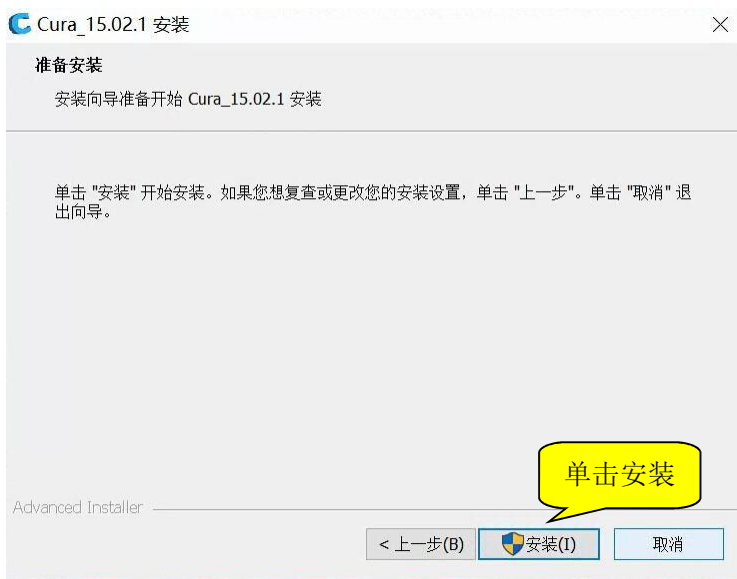 Cura_15.02.1 安装
准备安装
安装向导准备开始 Cura_15.02.1 安装
单击 "安装" 开始安装。如果您想复查或更改您的安装设置，单击 "上一步"。单击 "取消" 退
出向导。
单击安装
Advanced Installer
< 上一步(B)
安装(I)
取消